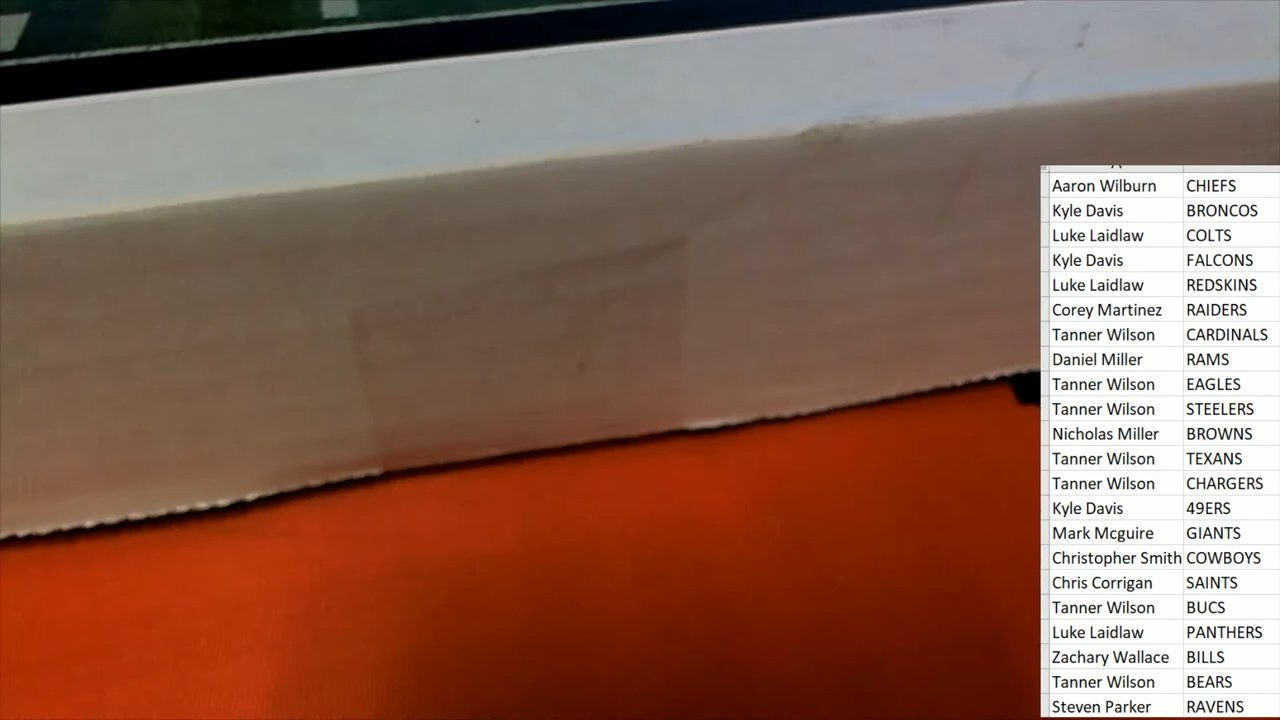 Aaron Wilburn CHIEFS
Kyle Davis BRONCOS
Luke Laidlaw COLTS
Kyle Davis FALCONS
Luke Laidlaw REDSKINS
Corey Martinez RAIDERS
Tanner Wilson CARDINALS
Daniel Miller RAMS
Tanner Wilson EAGLES
Tanner Wilson STEELERS
Nicholas Miller BROWNS
Tanner Wilson TEXANS
Tanner Wilson CHARGERS
Kyle Davis 49ERS
Mark Mcguire GIANTS
Christopher Smith COWBOYS
Chris Corrigan SAINTS
Tanner Wilson BUCS
Luke Laidlaw PANTHERS
Zachary Wallace BILLS
Tanner Wilson BEARS
Steven Parker RAVENS